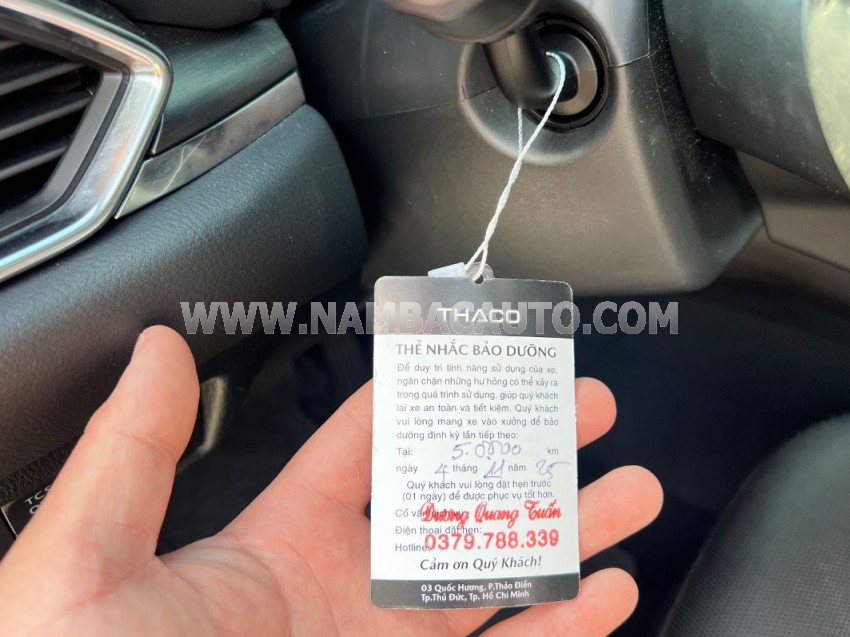 WWW.NAMBACAUTO.COM
THACO
THẺ NHẮC BẢO DƯỠNG
Để duy trì tính năng sử dụng của xe,
ngăn chặn những hư hỏng có thể xảy ra
trong quá trình sử dụng, giúp quý khách
lái xe an toàn và tiết kiệm. Quý khách
vui lòng mang xe vào xưởng để bảo
dưỡng định kỳ lần tiếp theo:
Tại: 50.000 km
ngày 4 tháng 11 năm 25
Quý khách vui lòng đặt hẹn trước
(01 ngày) để được phục vụ tốt hơn.
Cố vấn Dương Quang Tuấn
Điện thoại đặt hẹn:
Hotline: 0379.788.339
Cảm ơn Quý Khách!
03 Quốc Hương, P.Thảo Điền
Tp.Thủ Đức, Tp. Hồ Chí Minh
TCS